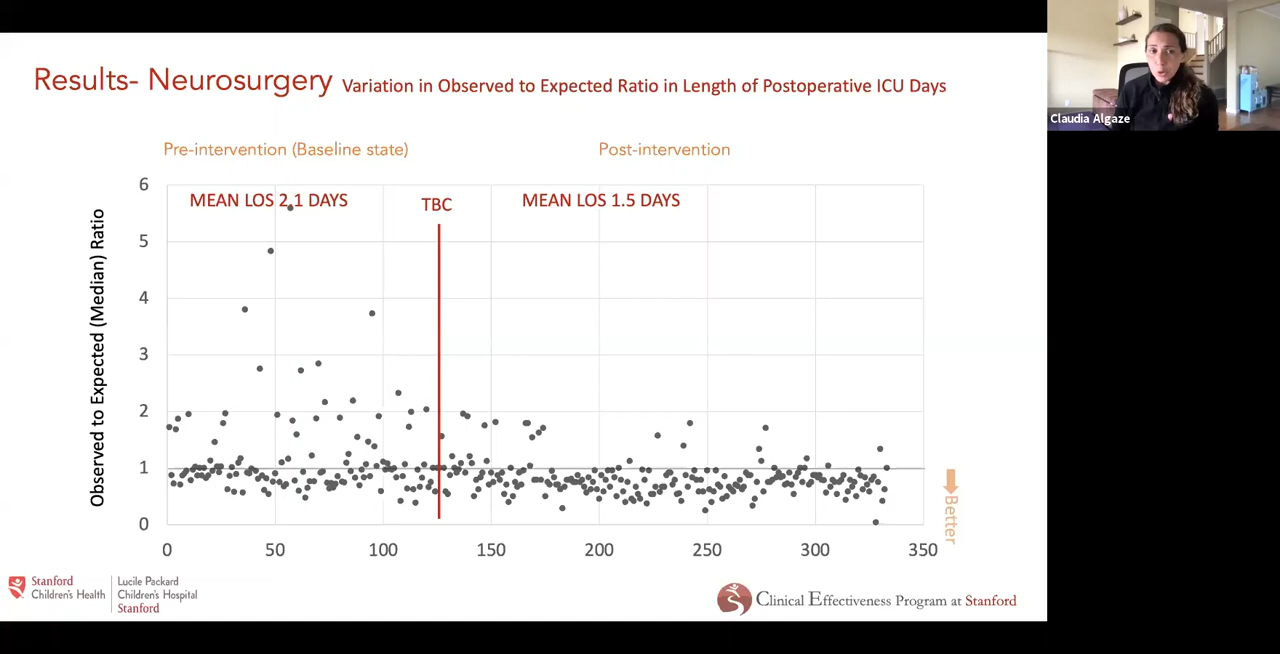 Results- Neurosurgery Variation in Observed to Expected Ratio in Length of Postoperative ICU Days
Claudia Algaze
Pre-intervention (Baseline state)
Post-intervention
MEAN LOS 2.1 DAYS
TBC
MEAN LOS 1.5 DAYS
Observed to Expected (Median) Ratio
6
5
4
3
2
1
0
0 50 100 150 200 250 300 350
Better
Stanford
Children's Health
Lucile Packard
Children's Hospital
Stanford
Clinical Effectiveness Program at Stanford